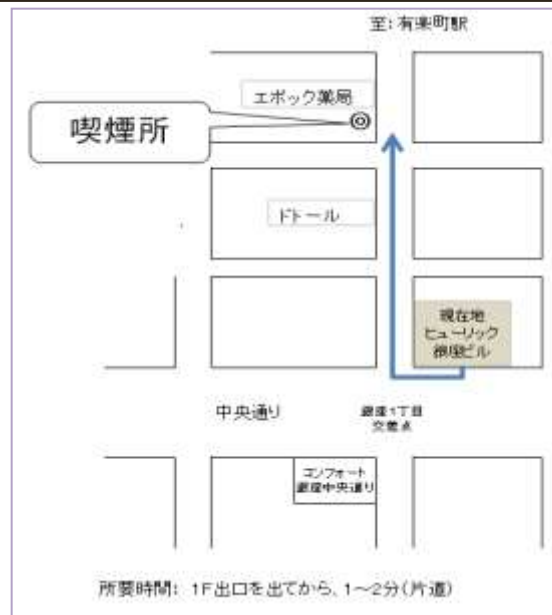 至:有楽町駅
エポック薬局
喫煙所
ドトール
現在地
ヒューリック
銀座ビル
中央通り
銀座1丁目
交差点
コンフォート
銀座中央通り
所要時間: 1F出口を出てから、1～2分(片道)